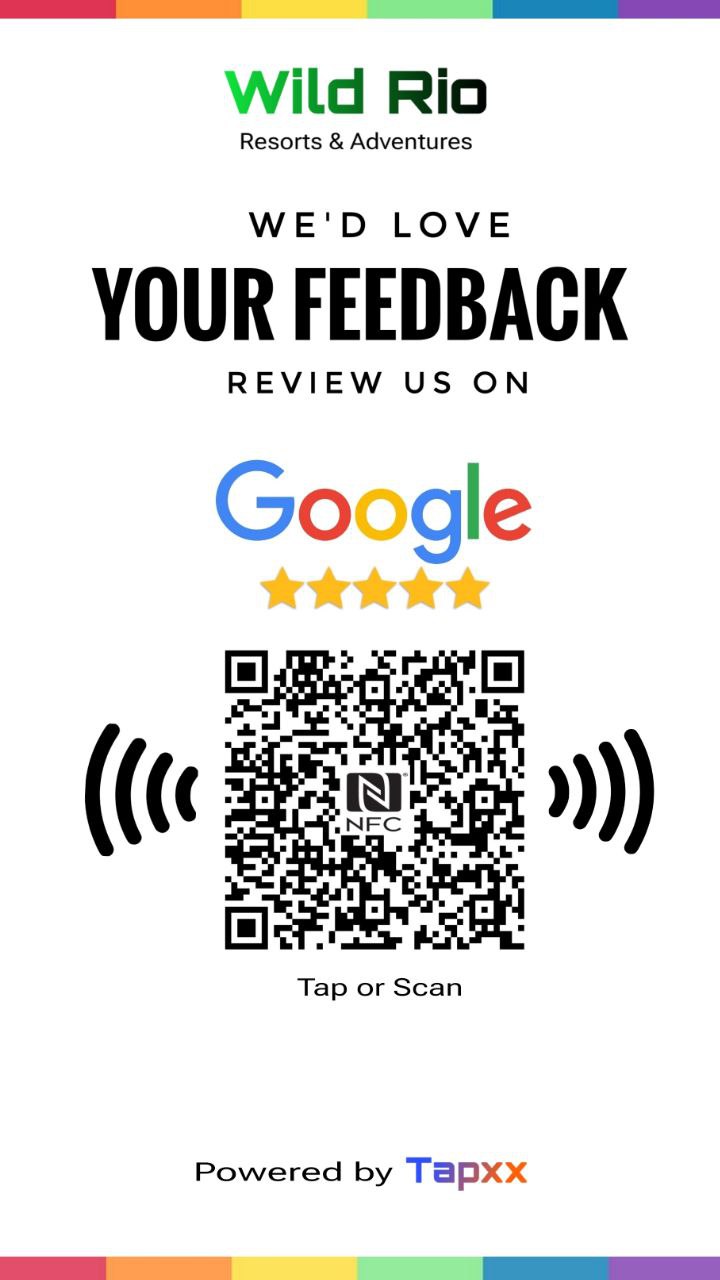 Wild Rio
Resorts & Adventures
WE'D LOVE
YOUR FEEDBACK
REVIEW US ON
Google
NFC
Tap or Scan
Powered by Tapxx